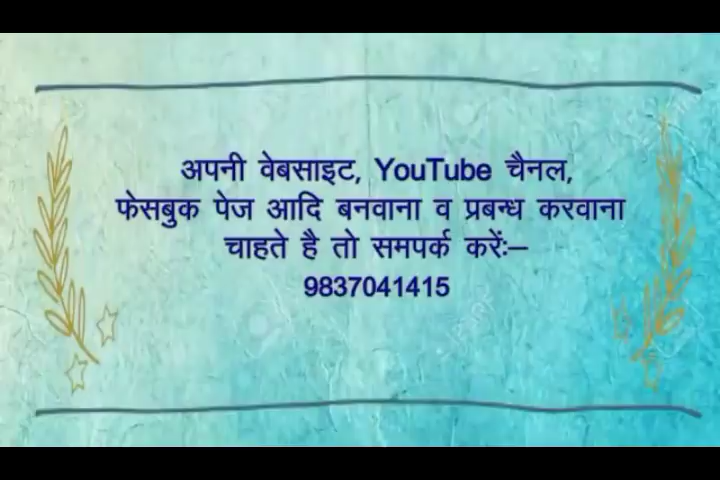 अपनी वेबसाइट, YouTube चैनल,
फेसबुक पेज आदि बनवाना व प्रबन्ध करवाना
चाहते है तो समपर्क करेंः–
9837041415